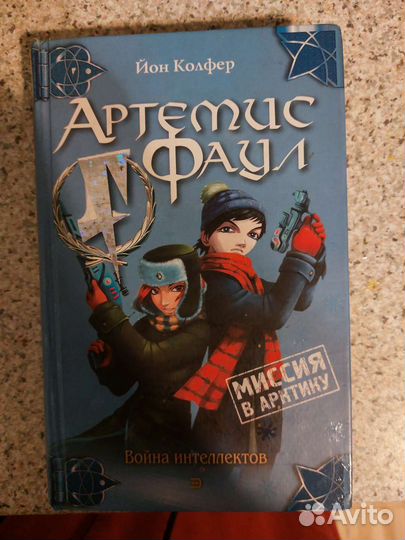 Йон Колфер
Артемис
Фаул
МИССИЯ
В АРКТИКУ
Война интеллектов
Avito